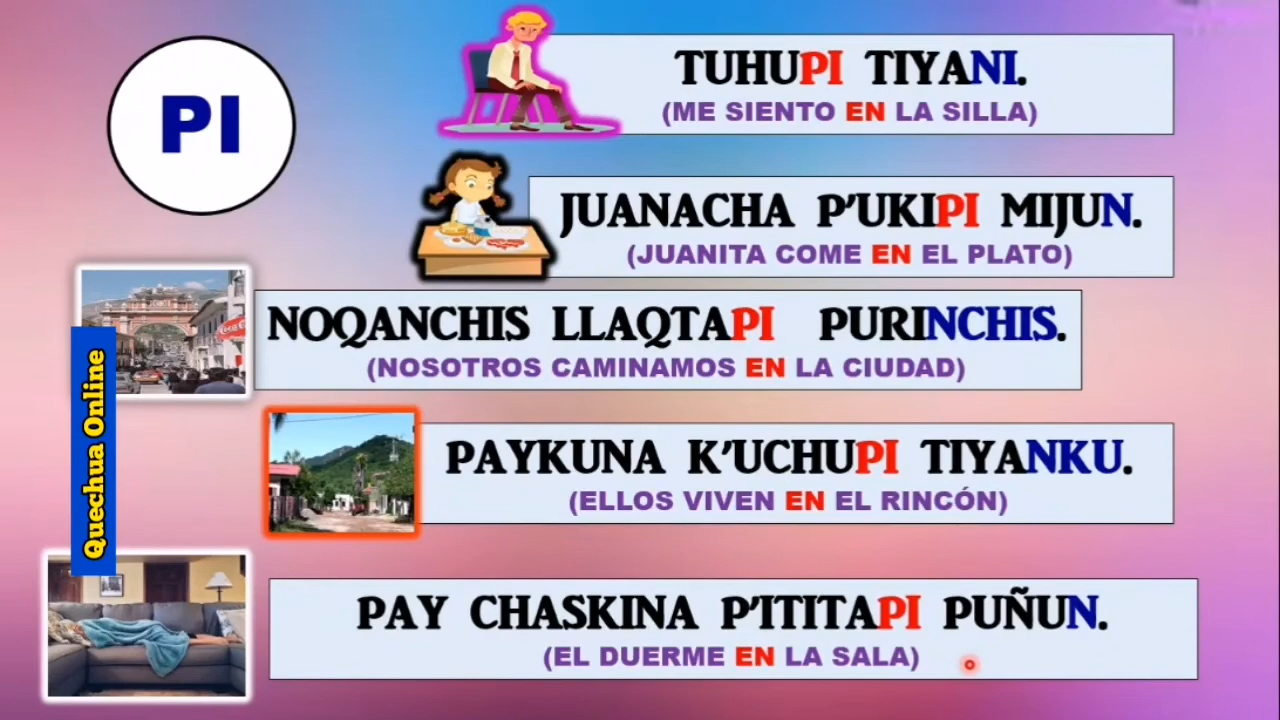 PI
TUHUPI TIYANI.
(ME SIENTO EN LA SILLA)
JUANACHA P'UKIPI MIJUN.
(JUANITA COME EN EL PLATO)
NOQANCHIS LLAQTAPI PURINCHIS.
(NOSOTROS CAMINAMOS EN LA CIUDAD)
PAYKUNA K'UCHUPI TIYANKU.
(ELLOS VIVEN EN EL RINCÓN)
PAY CHASKINA P'ITITAPI PUÑUN.
(EL DUERME EN LA SALA)
Quechua Online